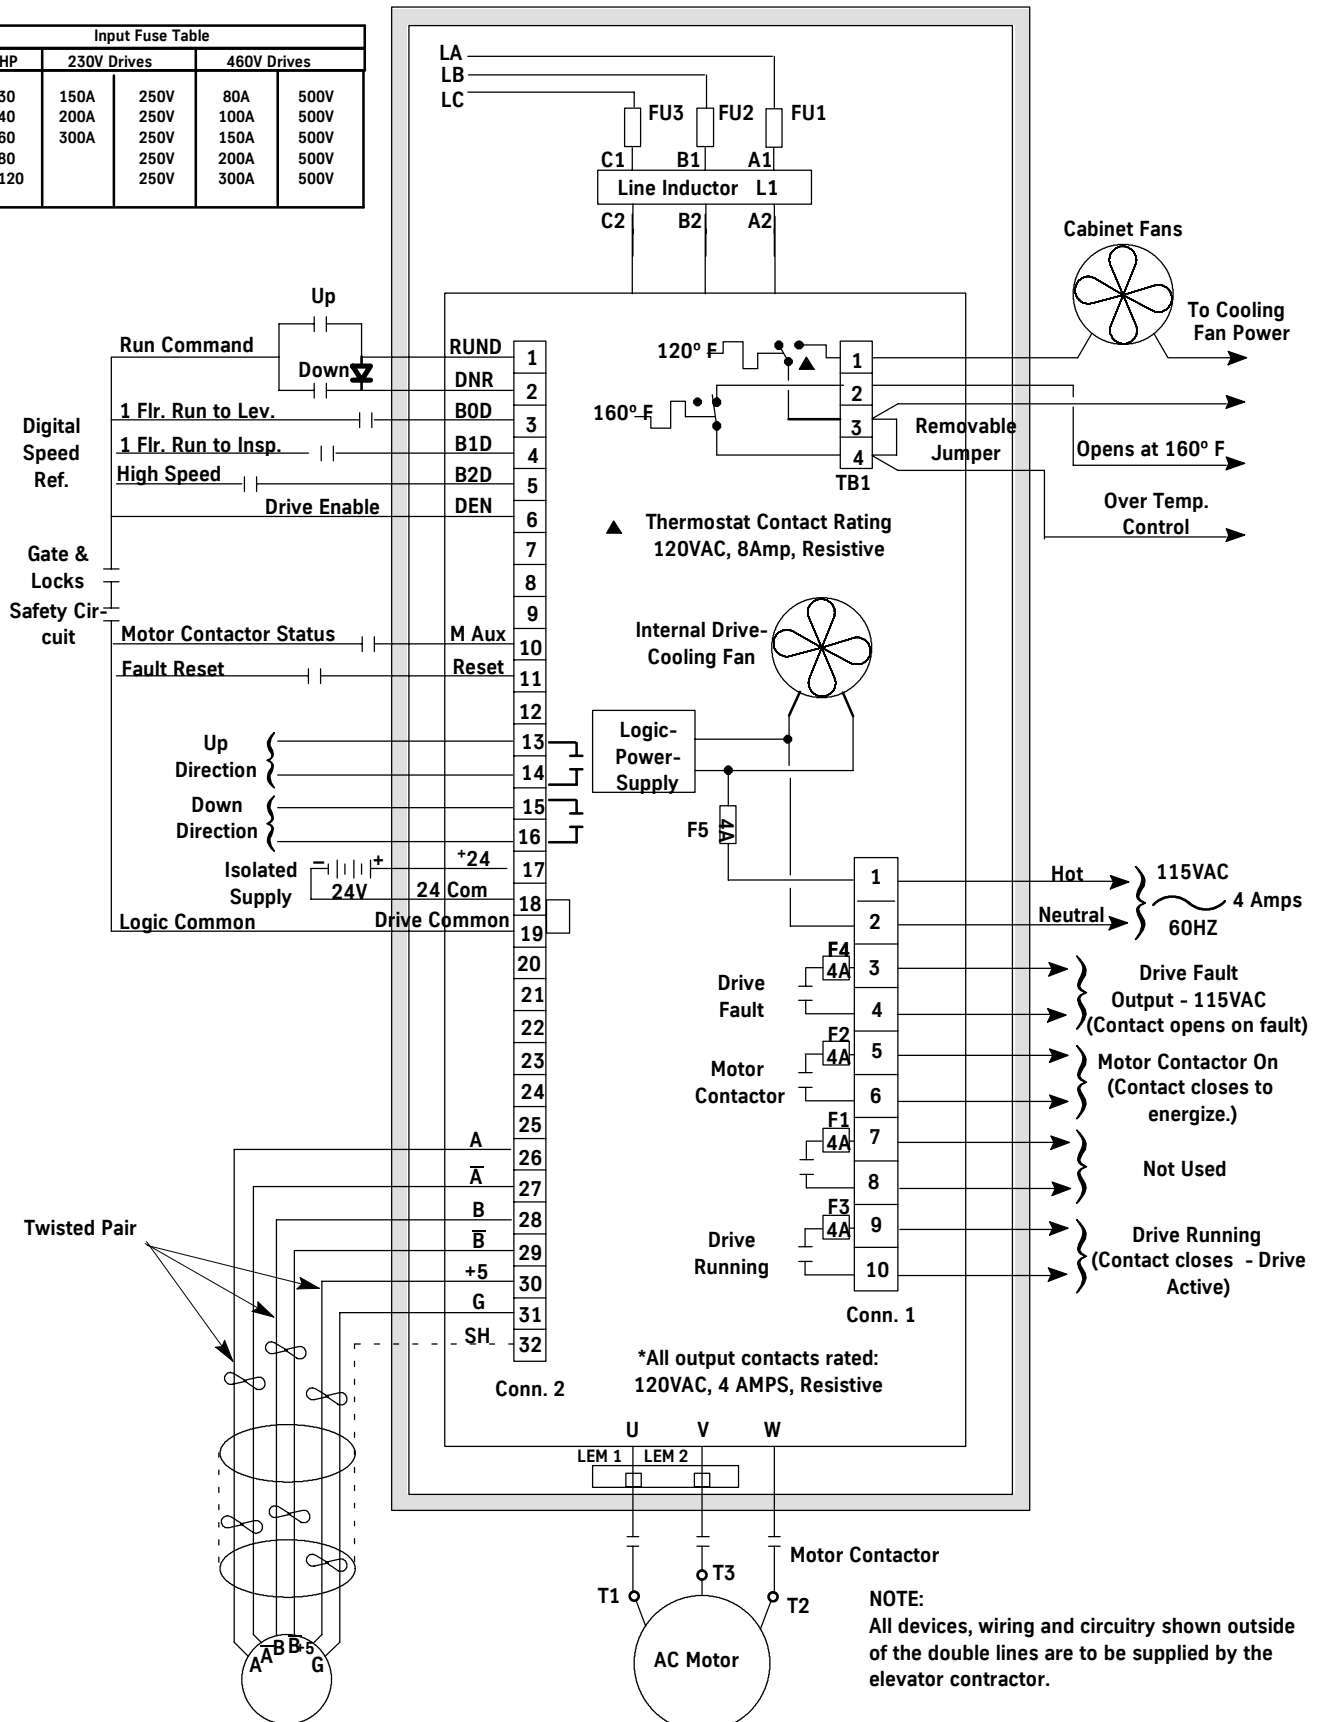 Input Fuse Table
HP 230V Drives 460V Drives
30 150A 250V 80A 500V
40 200A 250V 100A 500V
60 300A 250V 150A 500V
80 250V 200A 500V
120 250V 300A 500V
LA
LB
LC
FU3 FU2 FU1
C1 B1 A1
Line Inductor L1
C2 B2 A2
Cabinet Fans
To Cooling
Fan Power
Up
Run Command
Down
Digital
Speed
Ref.
1 Flr. Run to Lev.
1 Flr. Run to Insp.
High Speed
Drive Enable
Gate &
Locks
Safety Cir-
cuit
Motor Contactor Status
Fault Reset
Up
Direction
Down
Direction
Isolated
Supply
− +
24V
Logic Common
RUND 1
DNR 2
B0D 3
B1D 4
B2D 5
DEN 6
7
8
9
M Aux 10
Reset 11
12
13
14
15
16
+24 17
24 Com 18
Drive Common 19
20
21
22
23
24
25
A 26
A̅ 27
B 28
B̅ 29
+5 30
G 31
SH 32
Conn. 2
120º F
160º F
1
2
3
4
TB1
Removable
Jumper
Opens at 160º F
Over Temp.
Control
▲ Thermostat Contact Rating
120VAC, 8Amp, Resistive
Internal Drive-
Cooling Fan
Logic-
Power-
Supply
F5 4A
1 Hot
2 Neutral
115VAC
4 Amps
60HZ
Drive
Fault
F4
4A 3
4
Drive Fault
Output - 115VAC
(Contact opens on fault)
Motor
Contactor
F2
4A 5
6
Motor Contactor On
(Contact closes to
energize.)
F1
4A 7
8
Not Used
Drive
Running
F3
4A 9
10
Drive Running
(Contact closes - Drive
Active)
Conn. 1
*All output contacts rated:
120VAC, 4 AMPS, Resistive
Twisted Pair
U V W
LEM 1 LEM 2
Motor Contactor
T1 T3 T2
AC Motor
A A̅ B B̅ +5 G
NOTE:
All devices, wiring and circuitry shown outside
of the double lines are to be supplied by the
elevator contractor.